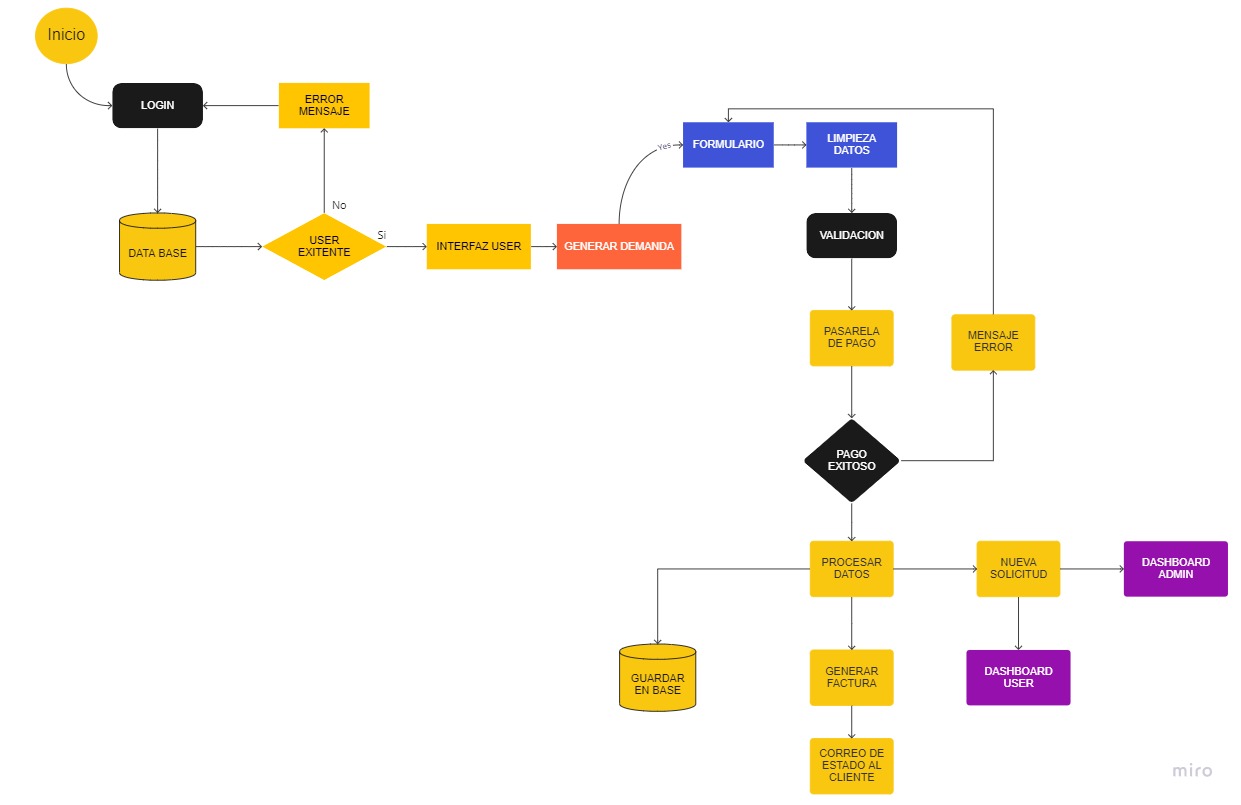 Inicio
LOGIN
ERROR
MENSAJE
No
DATA BASE
USER
EXITENTE
Si
INTERFAZ USER
GENERAR DEMANDA
Yes
FORMULARIO
LIMPIEZA
DATOS
VALIDACION
PASARELA
DE PAGO
MENSAJE
ERROR
PAGO
EXITOSO
PROCESAR
DATOS
NUEVA
SOLICITUD
DASHBOARD
ADMIN
GUARDAR
EN BASE
GENERAR
FACTURA
DASHBOARD
USER
CORREO DE
ESTADO AL
CLIENTE
miro